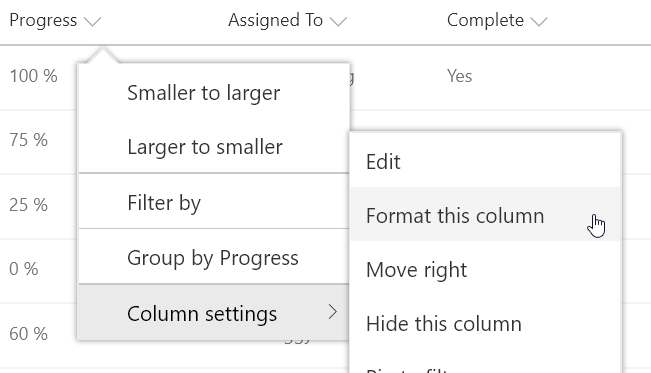 Progress Assigned To Complete
100 % g Yes
Smaller to larger
75 %
Larger to smaller
Edit
25 %
Filter by
Format this column
0 %
Group by Progress
Move right
60 %
Column settings
Hide this column